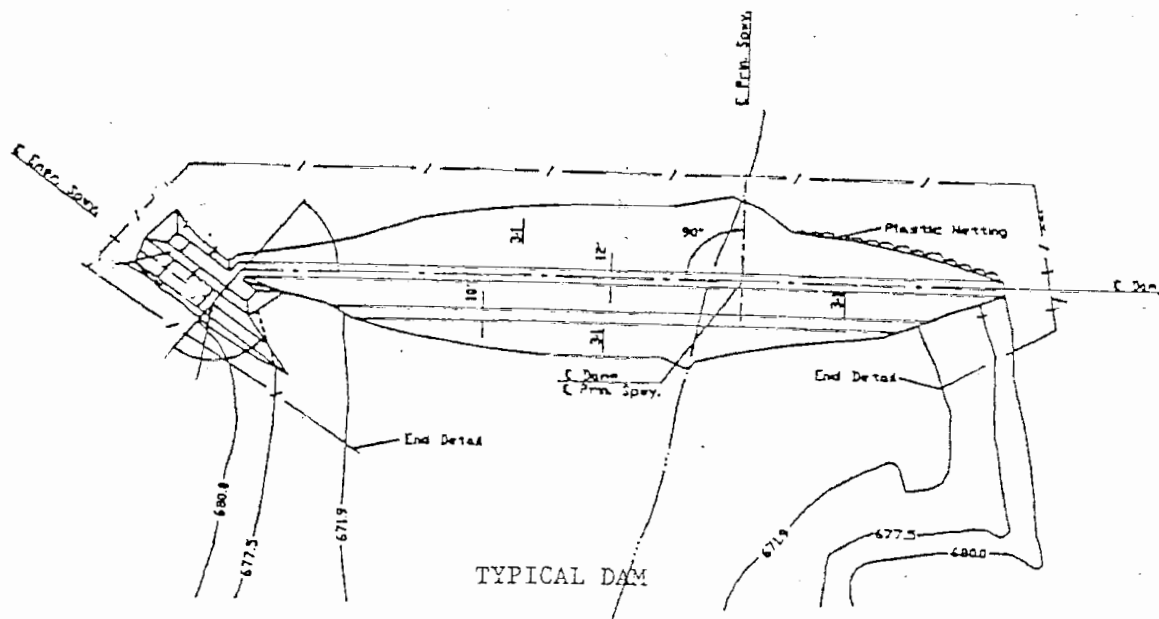 ℄ Prin. Spwy.
℄ Emer. Spwy.
3:1
12'
90°
Plastic Netting
℄ Dam
10'
3:1
3:1
℄ Dam
℄ Prin. Spwy.
End Detail
End Detail
680.0
677.5
671.9
671.9
677.5
680.0
TYPICAL DAM